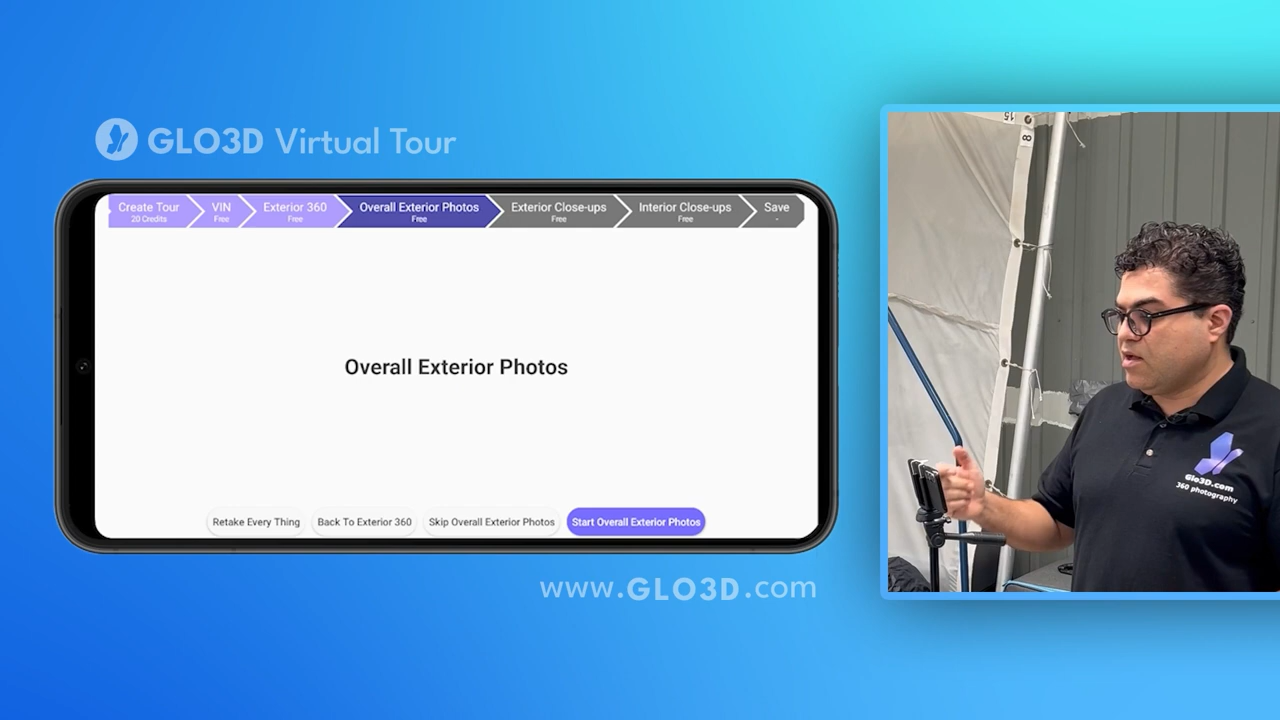 GLO3D Virtual Tour
Create Tour
20 Credits
VIN
Free
Exterior 360
Free
Overall Exterior Photos
Free
Exterior Close-ups
Free
Interior Close-ups
Free
Save
-
Overall Exterior Photos
Retake Every Thing
Back To Exterior 360
Skip Overall Exterior Photos
Start Overall Exterior Photos
www.GLO3D.com
15
8
Glo3D.com
360 photography